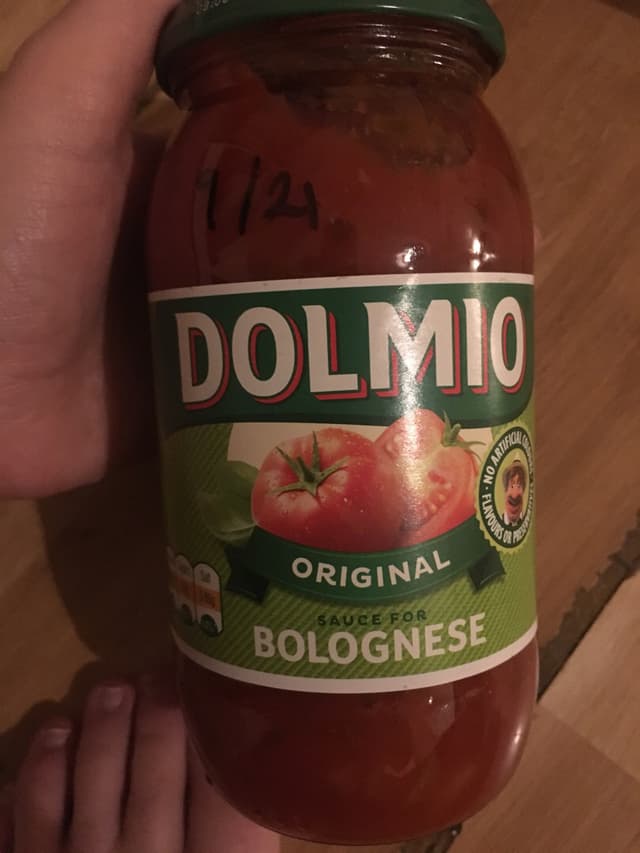 1/21
DOLMIO
NO ARTIFICIAL
FLAVOURS OR
ORIGINAL
SAUCE FOR
BOLOGNESE